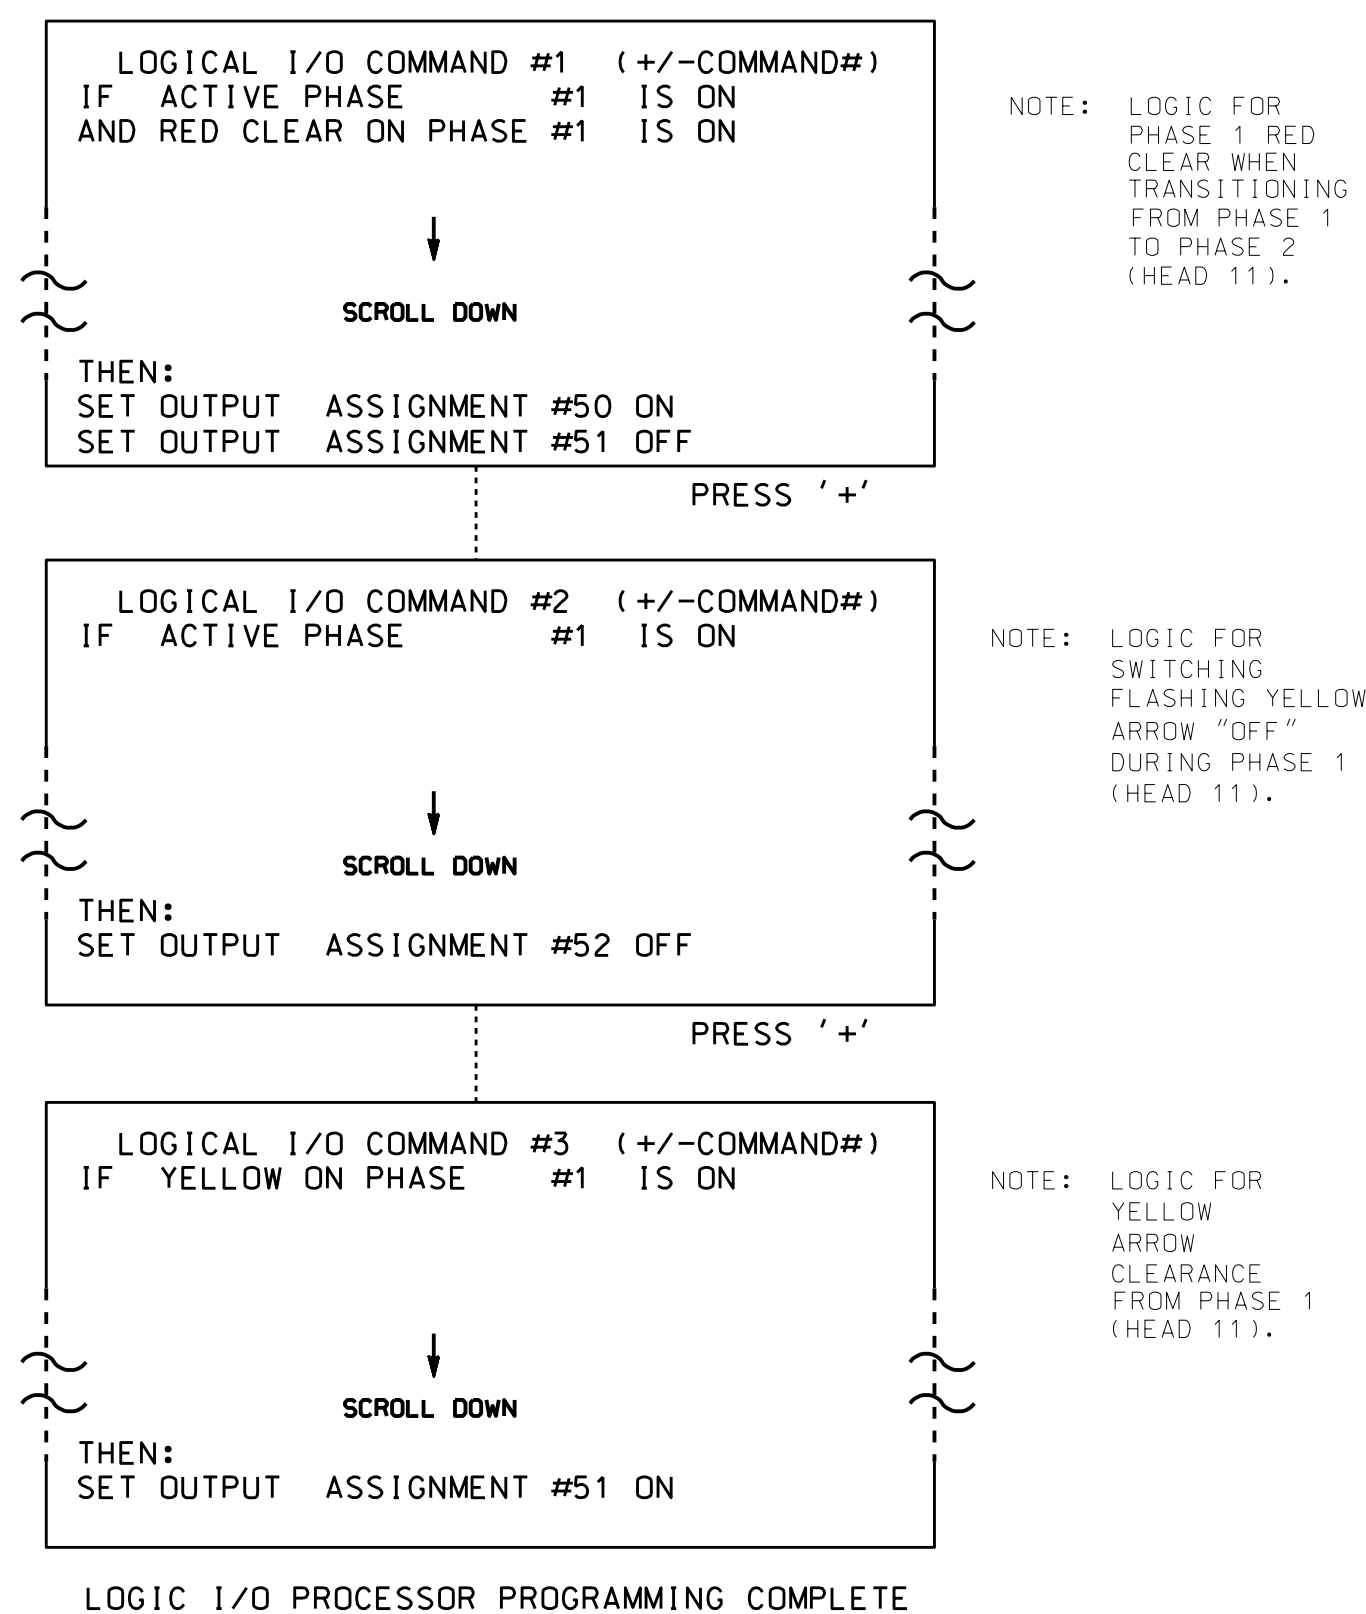 LOGICAL I/O COMMAND #1 (+/-COMMAND#)
IF ACTIVE PHASE #1 IS ON
AND RED CLEAR ON PHASE #1 IS ON
SCROLL DOWN
THEN:
SET OUTPUT ASSIGNMENT #50 ON
SET OUTPUT ASSIGNMENT #51 OFF
NOTE: LOGIC FOR
PHASE 1 RED
CLEAR WHEN
TRANSITIONING
FROM PHASE 1
TO PHASE 2
(HEAD 11).
PRESS '+'
LOGICAL I/O COMMAND #2 (+/-COMMAND#)
IF ACTIVE PHASE #1 IS ON
SCROLL DOWN
THEN:
SET OUTPUT ASSIGNMENT #52 OFF
NOTE: LOGIC FOR
SWITCHING
FLASHING YELLOW
ARROW "OFF"
DURING PHASE 1
(HEAD 11).
PRESS '+'
LOGICAL I/O COMMAND #3 (+/-COMMAND#)
IF YELLOW ON PHASE #1 IS ON
SCROLL DOWN
THEN:
SET OUTPUT ASSIGNMENT #51 ON
NOTE: LOGIC FOR
YELLOW
ARROW
CLEARANCE
FROM PHASE 1
(HEAD 11).
LOGIC I/O PROCESSOR PROGRAMMING COMPLETE